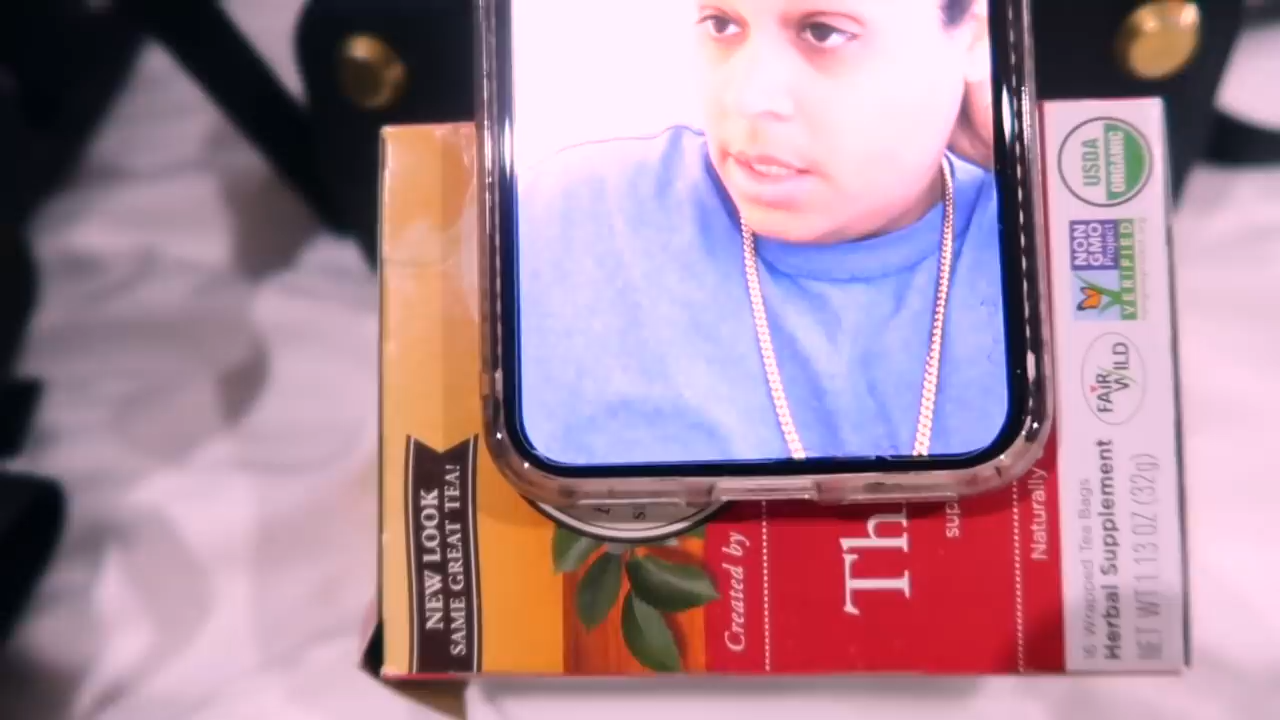 NEW LOOK
SAME GREAT TEA!
Created by
Th
sup
Naturally
16 Wrapped Tea Bags
Herbal Supplement
NET WT 1.13 OZ (32g)
FAIR WILD
NON
GMO
Project
VERIFIED
USDA
ORGANIC